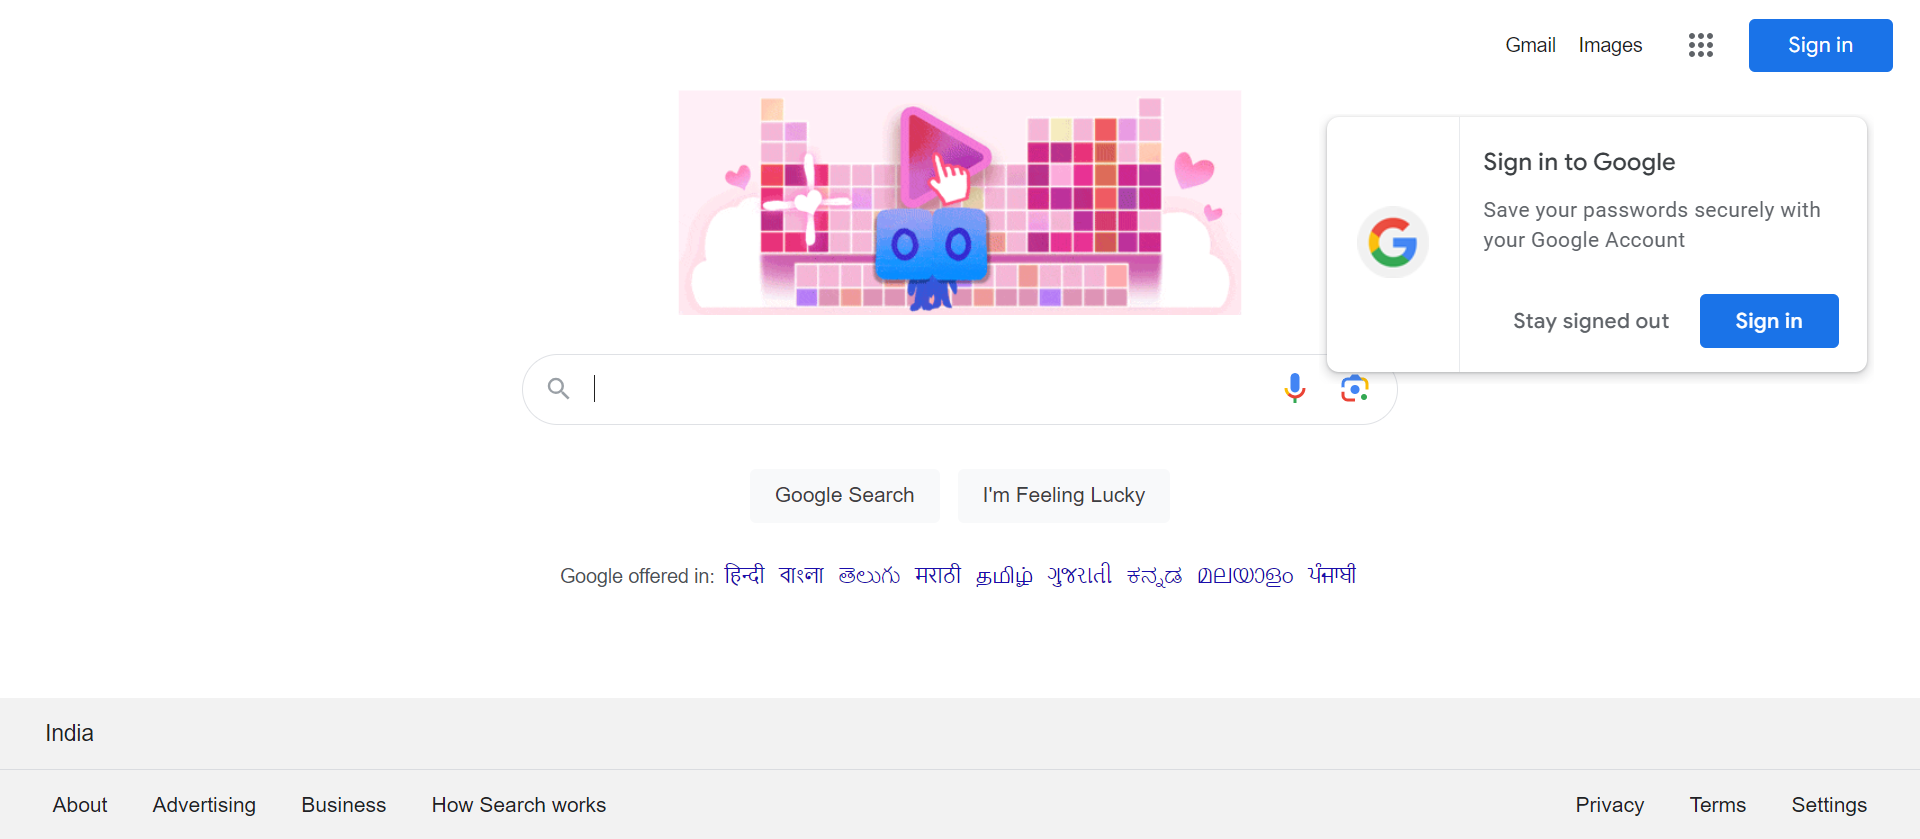 Gmail Images Sign in
Sign in to Google
Save your passwords securely with
your Google Account
Stay signed out Sign in
Google Search I'm Feeling Lucky
Google offered in: हिन्दी বাংলা తెలుగు मराठी தமிழ் ગુજરાતી ಕನ್ನಡ മലയാളം ਪੰਜਾਬੀ
India
About Advertising Business How Search works Privacy Terms Settings